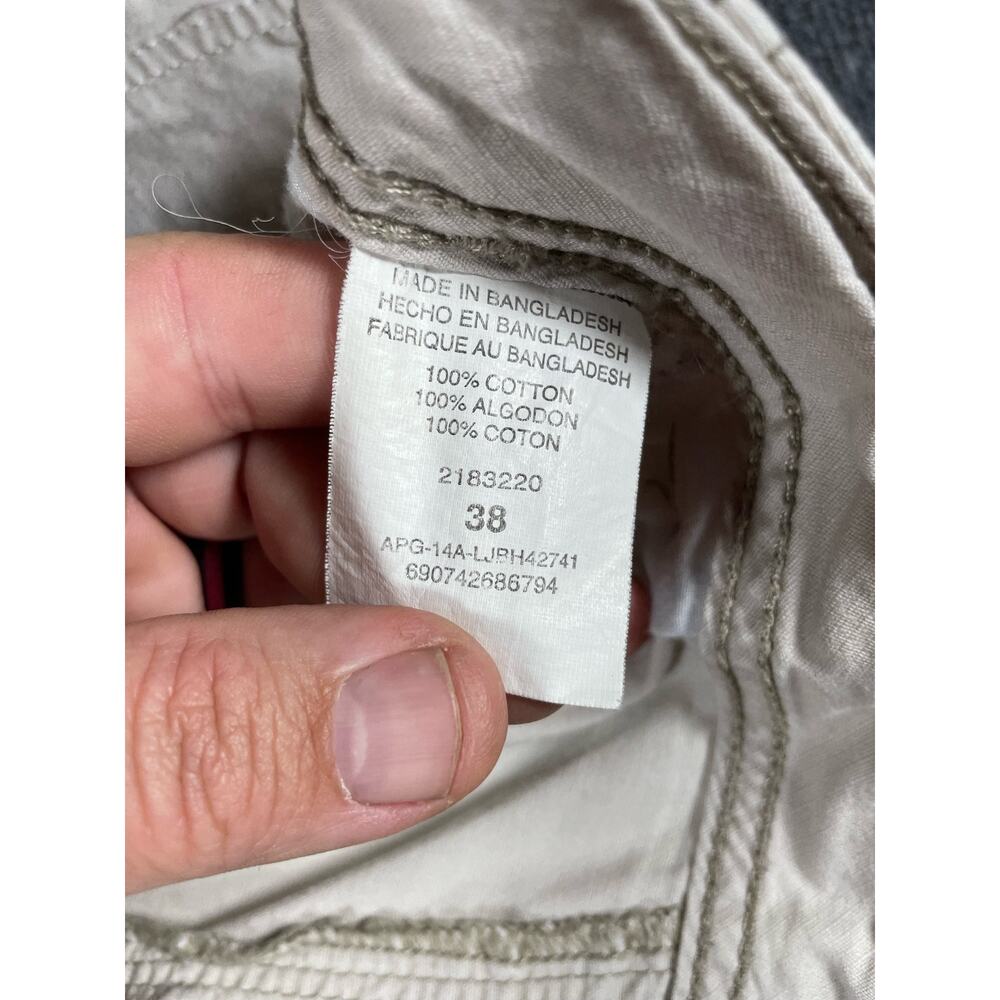 MADE IN BANGLADESH
HECHO EN BANGLADESH
FABRIQUE AU BANGLADESH
100% COTTON
100% ALGODON
100% COTON
2183220
38
APG-14A-LJBH42741
690742686794